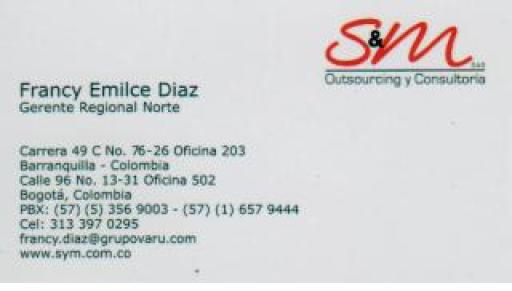 S&M
SAS
Outsourcing y Consultoria
Francy Emilce Diaz
Gerente Regional Norte
Carrera 49 C No. 76-26 Oficina 203
Barranquilla - Colombia
Calle 96 No. 13-31 Oficina 502
Bogotá, Colombia
PBX: (57) (5) 356 9003 - (57) (1) 657 9444
Cel: 313 397 0295
francy.diaz@grupovaru.com
www.sym.com.co